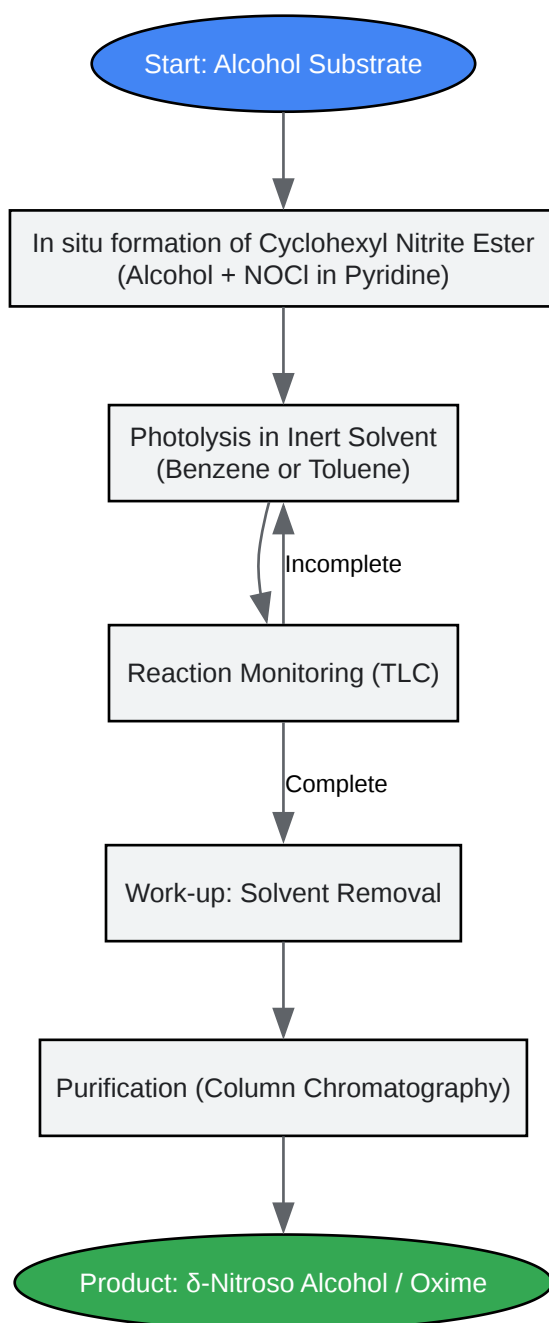 Start: Alcohol Substrate
In situ formation of Cyclohexyl Nitrite Ester
(Alcohol + NOCl in Pyridine)
Photolysis in Inert Solvent
(Benzene or Toluene)
Incomplete
Reaction Monitoring (TLC)
Complete
Work-up: Solvent Removal
Purification (Column Chromatography)
Product: δ-Nitroso Alcohol / Oxime